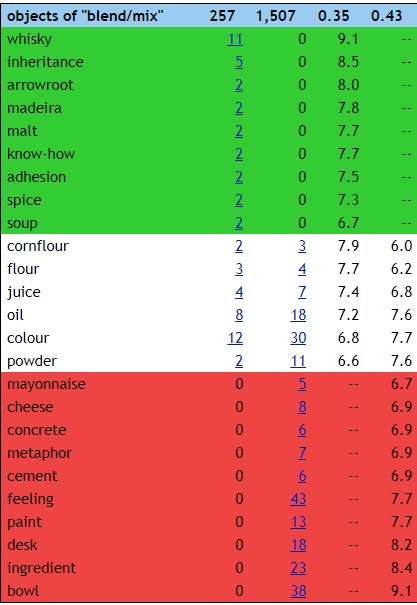 objects of "blend/mix" 257 1,507 0.35 0.43
whisky 11 0 9.1 --
inheritance 5 0 8.5 --
arrowroot 2 0 8.0 --
madeira 2 0 7.8 --
malt 2 0 7.7 --
know-how 2 0 7.7 --
adhesion 2 0 7.5 --
spice 2 0 7.3 --
soup 2 0 6.7 --
cornflour 2 3 7.9 6.0
flour 3 4 7.7 6.2
juice 4 7 7.4 6.8
oil 8 18 7.2 7.6
colour 12 30 6.8 7.7
powder 2 11 6.6 7.6
mayonnaise 0 5 -- 6.7
cheese 0 8 -- 6.9
concrete 0 6 -- 6.9
metaphor 0 7 -- 6.9
cement 0 6 -- 6.9
feeling 0 43 -- 7.7
paint 0 13 -- 7.7
desk 0 18 -- 8.2
ingredient 0 23 -- 8.4
bowl 0 38 -- 9.1